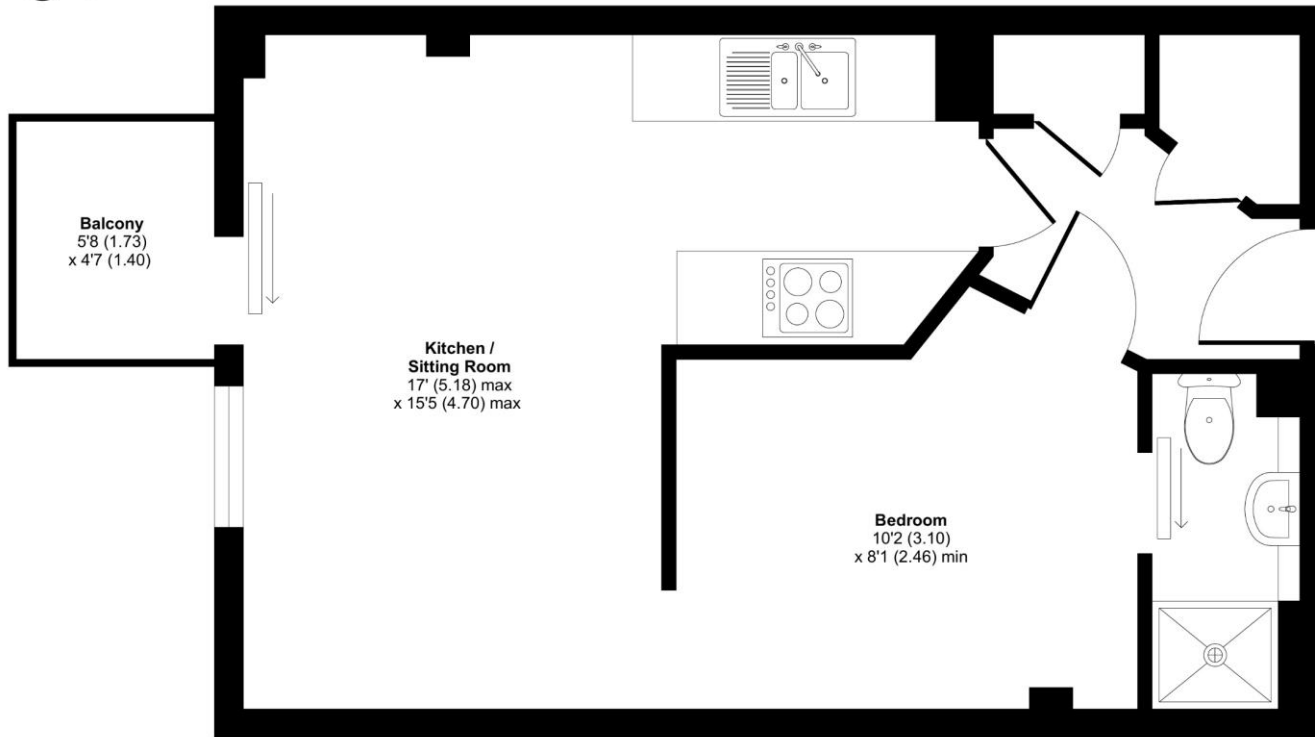 Balcony
5'8 (1.73)
x 4'7 (1.40)
Kitchen /
Sitting Room
17' (5.18) max
x 15'5 (4.70) max
Bedroom
10'2 (3.10)
x 8'1 (2.46) min